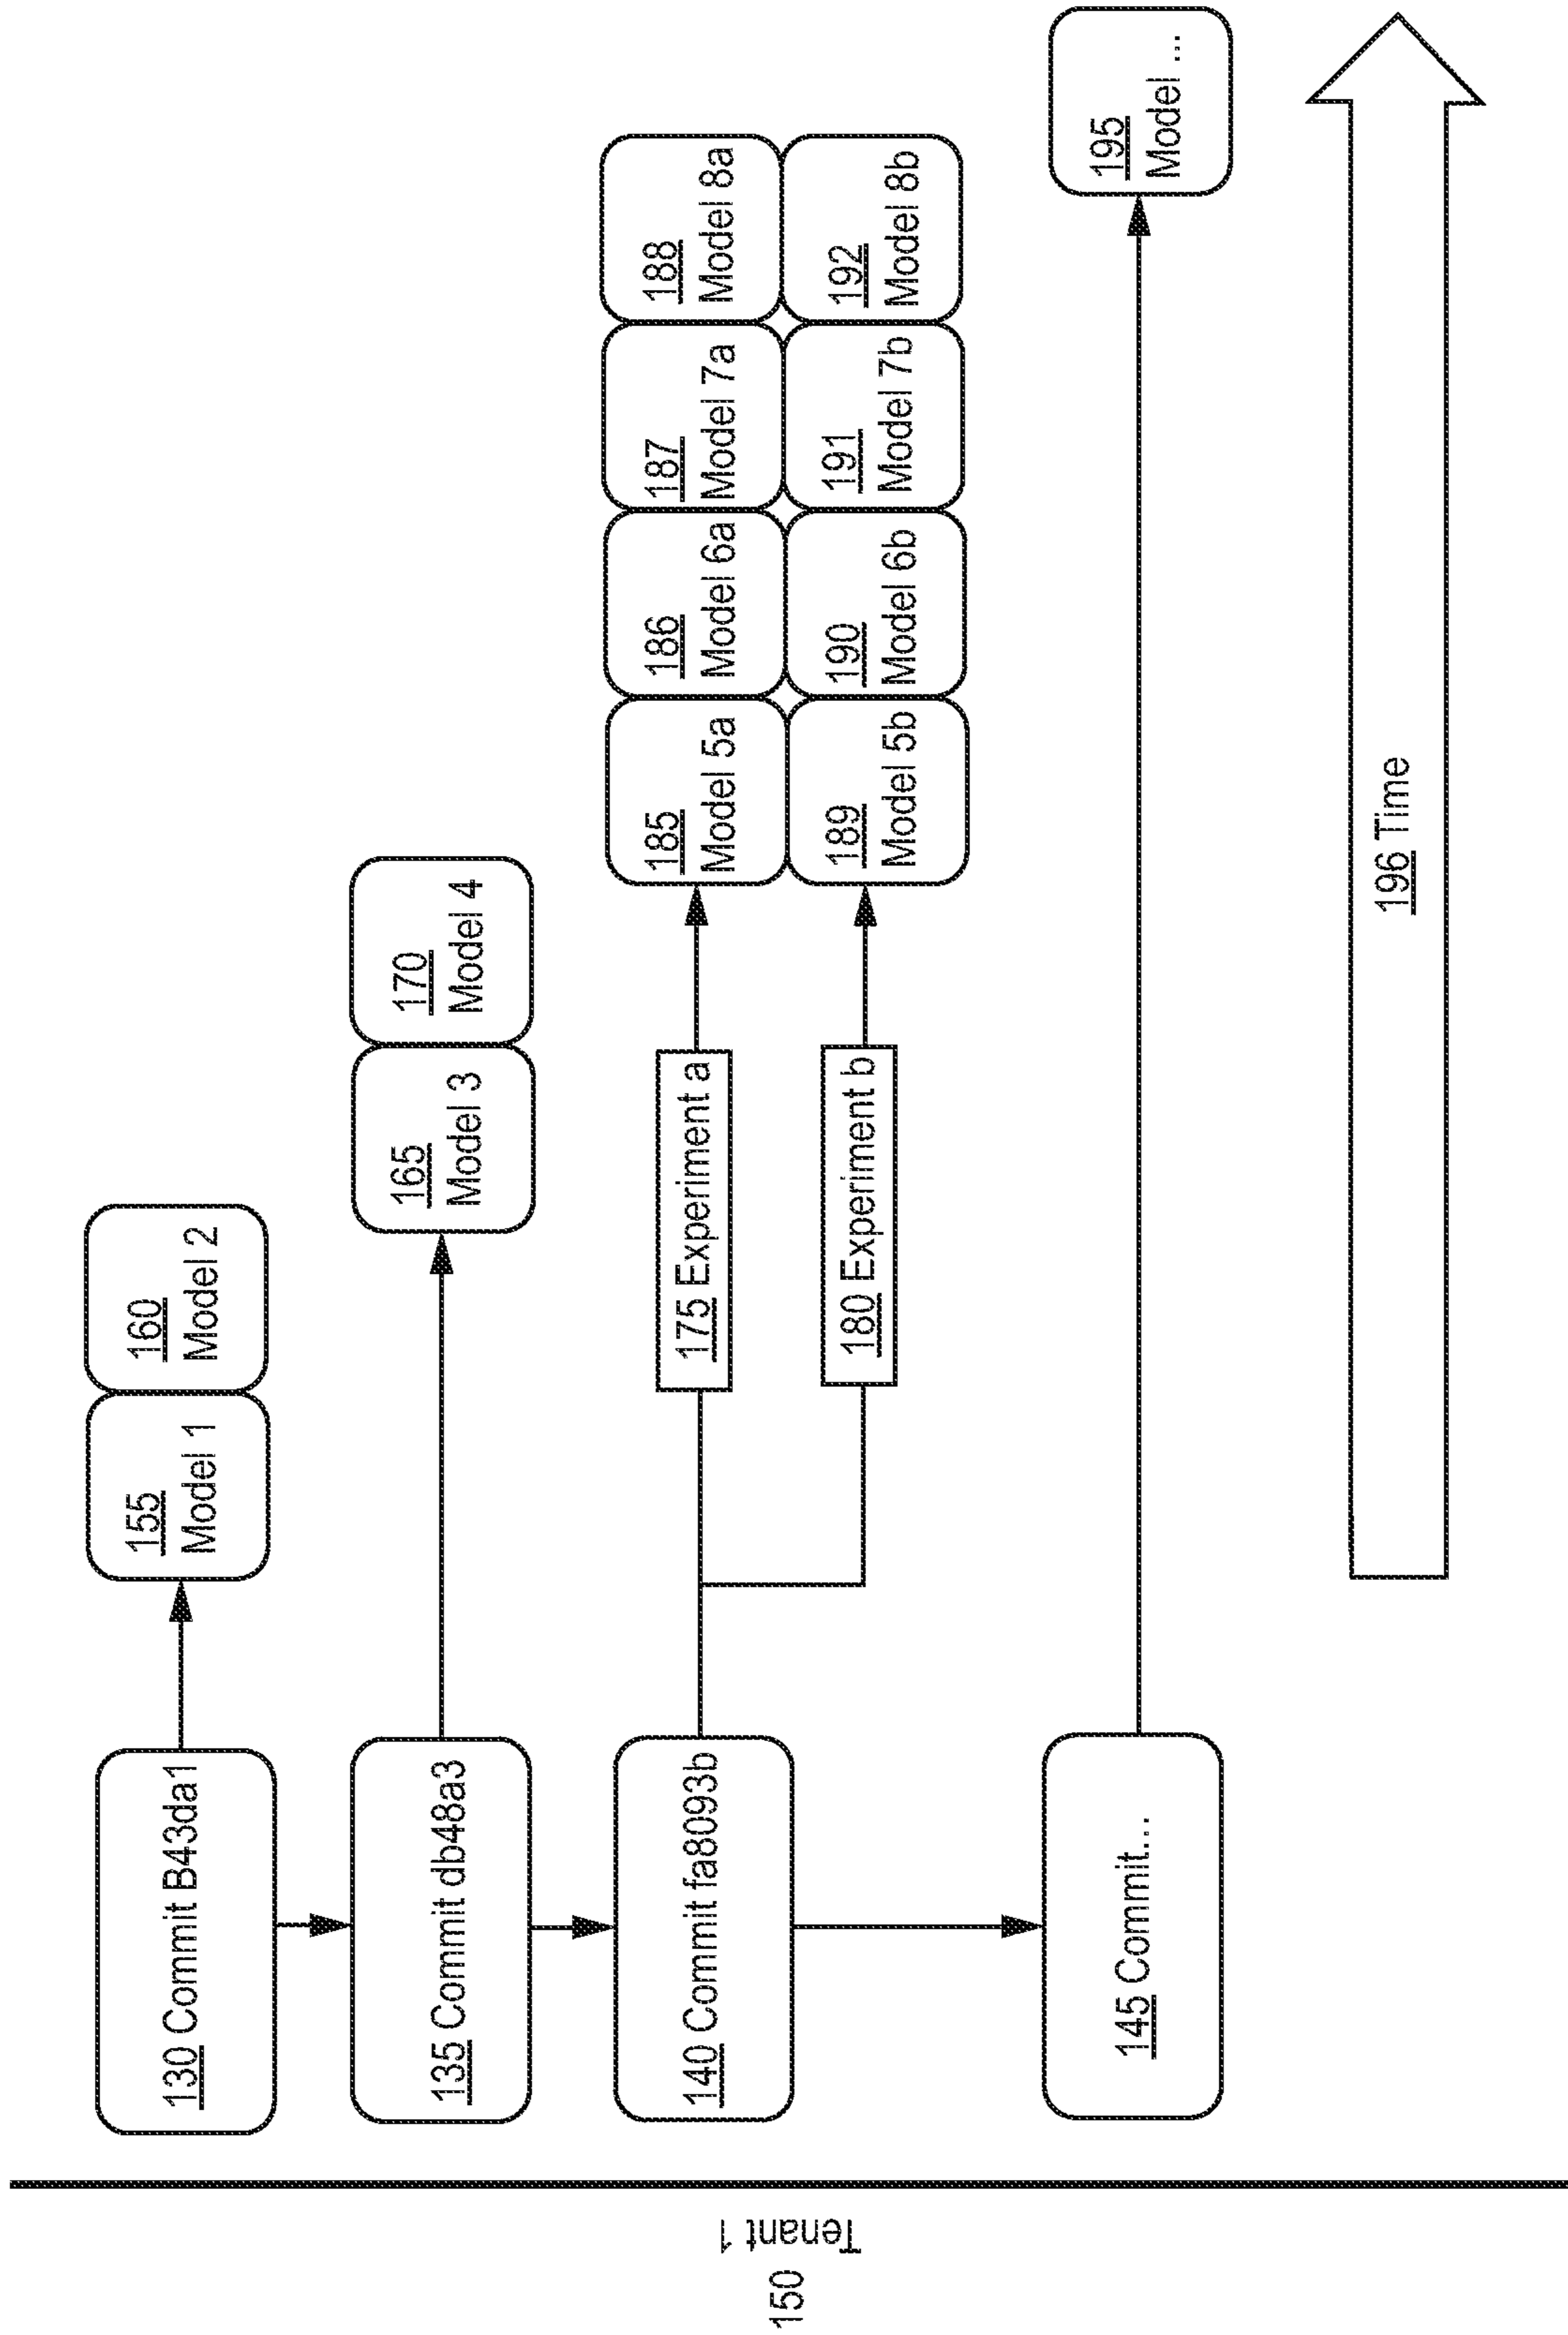 130 Commit B43da1
155
Model 1
160
Model 2
135 Commit db48a3
165
Model 3
170
Model 4
140 Commit fa8093b
175 Experiment a
185
Model 5a
186
Model 6a
187
Model 7a
188
Model 8a
180 Experiment b
189
Model 5b
190
Model 6b
191
Model 7b
192
Model 8b
145 Commit...
195
Model ...
196 Time
150
Tenant 1